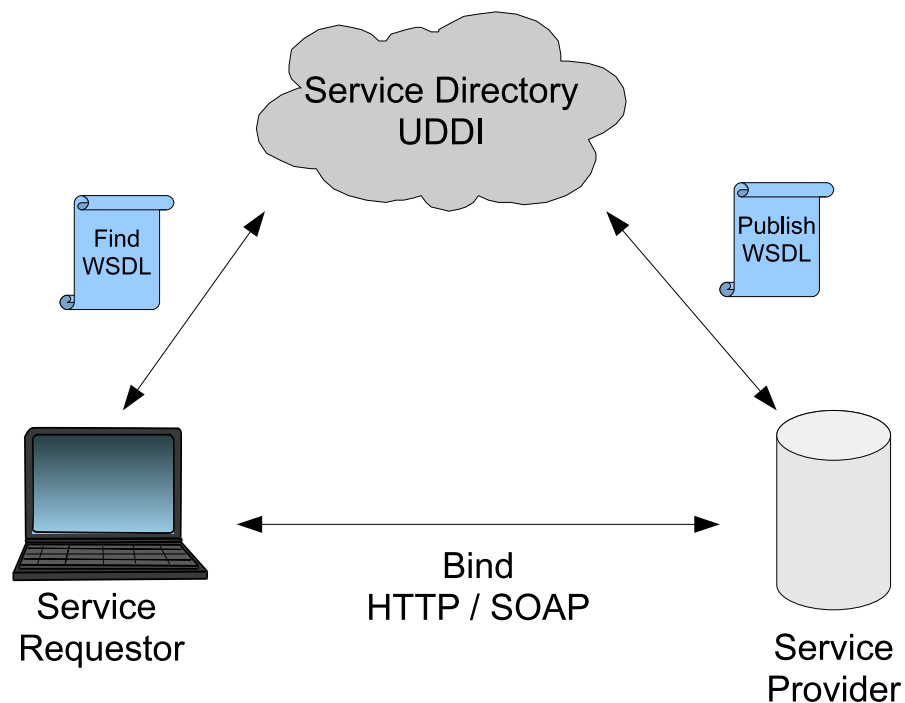 Service Directory
UDDI
Find
WSDL
Publish
WSDL
Bind
HTTP / SOAP
Service
Requestor
Service
Provider